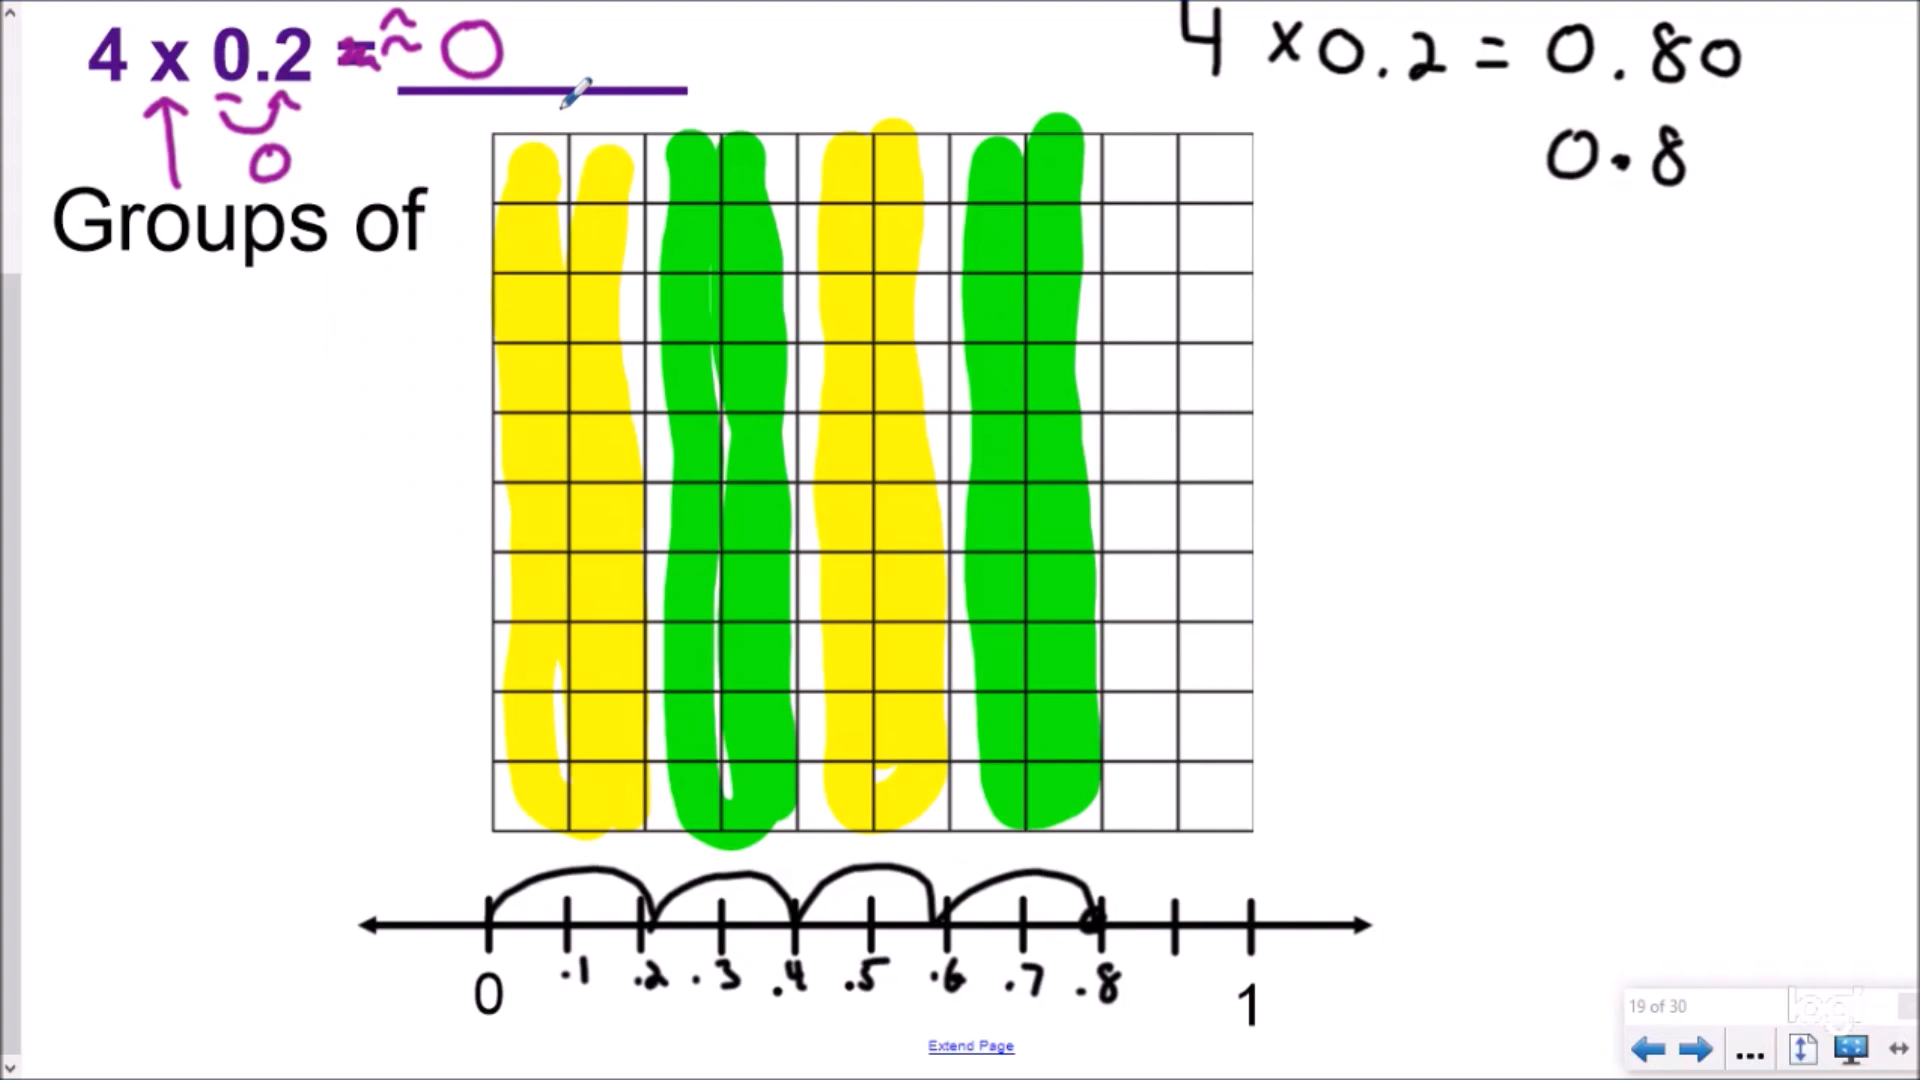 4 x 0.2 = ≈ 0
0
Groups of
4 x 0.2 = 0.80
0.8
0 .1 .2 .3 .4 .5 .6 .7 .8 1
Extend Page
19 of 30
...